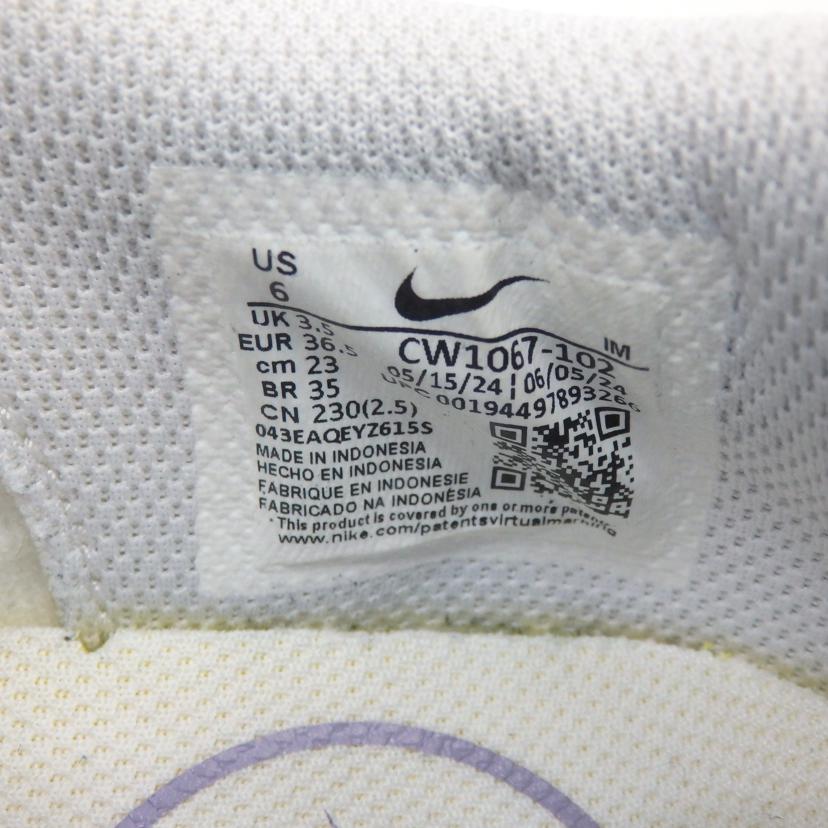 US
6
UK 3.5
EUR 36.5
cm 23
BR 35
CN 230(2.5)
043EAQEYZ615S
IM
CW1067-102
05/15/24 | 06/05/24
00194497893266
MADE IN INDONESIA
HECHO EN INDONESIA
FABRIQUE EN INDONESIE
FABRICADO NA INDONÉSIA
This product is covered by one or more patents
www.nike.com/patentsvirtualmarking